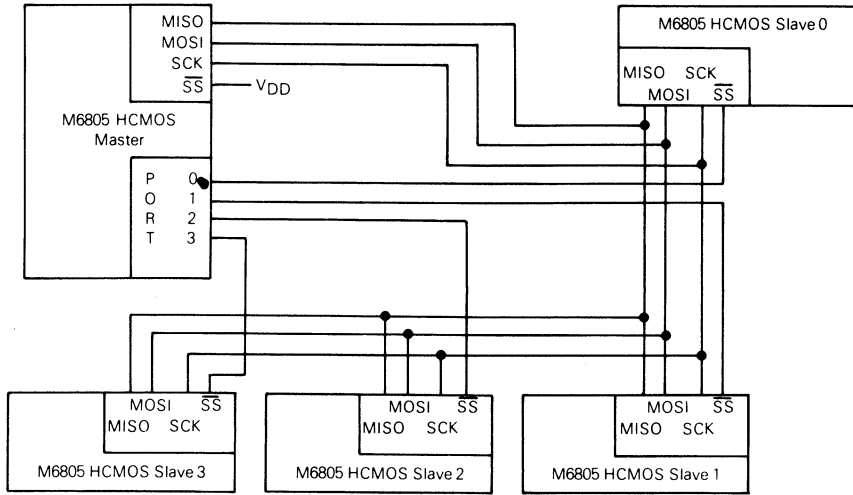 MISO
MOSI
SCK
SS
VDD
M6805 HCMOS
Master
P 0
O 1
R 2
T 3
M6805 HCMOS Slave 0
MISO SCK
MOSI SS
MOSI SS
MISO SCK
M6805 HCMOS Slave 3
MOSI SS
MISO SCK
M6805 HCMOS Slave 2
MOSI SS
MISO SCK
M6805 HCMOS Slave 1